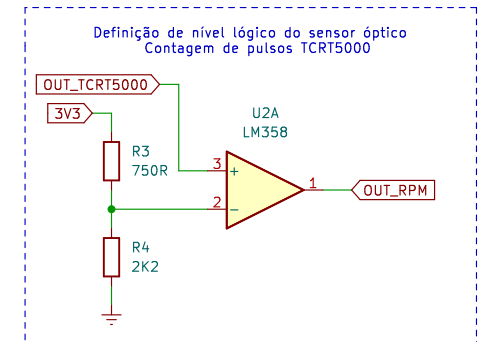 Definição de nível lógico do sensor óptico
Contagem de pulsos TCRT5000
OUT_TCRT5000
3V3
U2A
LM358
R3
750R
3
+
1
OUT_RPM
2
−
R4
2K2